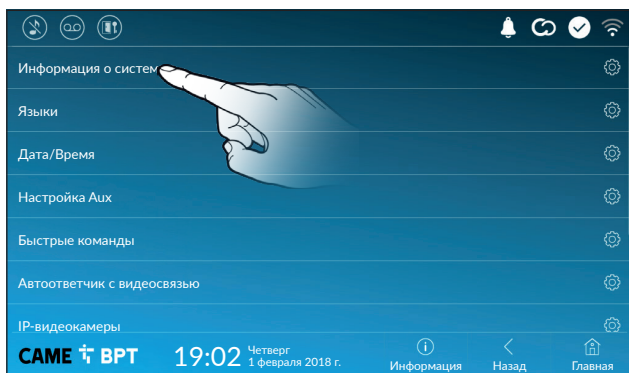 Информация о систем
Языки
Дата/Время
Настройка Aux
Быстрые команды
Автоответчик с видеосвязью
IP-видеокамеры
CAME BPT 19:02 Четверг
1 февраля 2018 г.
Информация Назад Главная